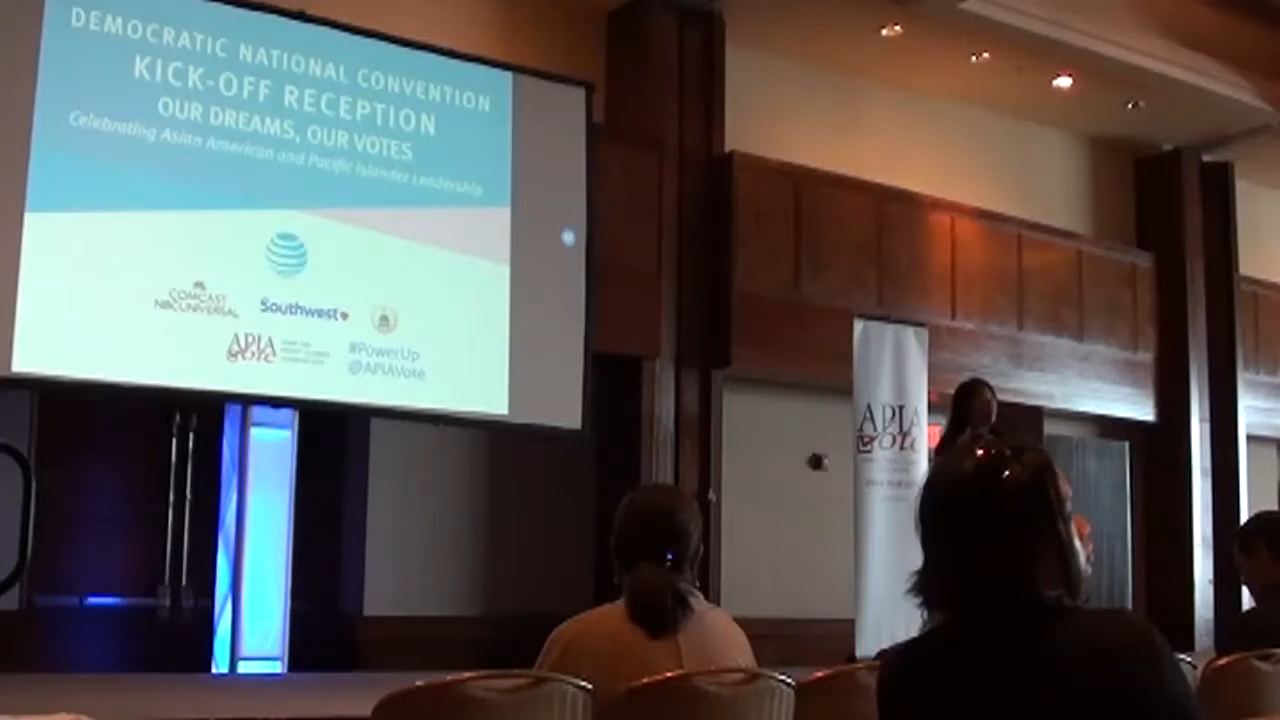 DEMOCRATIC NATIONAL CONVENTION
KICK-OFF RECEPTION
OUR DREAMS, OUR VOTES
Celebrating Asian American and Pacific Islander Leadership
COMCAST
NBCUNIVERSAL
Southwest
APIA
vote
#PowerUp
@APIAVote
APIA
vote